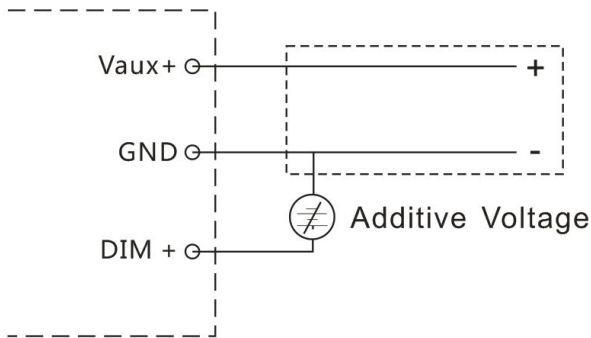 Vaux+ +
GND -
Additive Voltage
DIM +